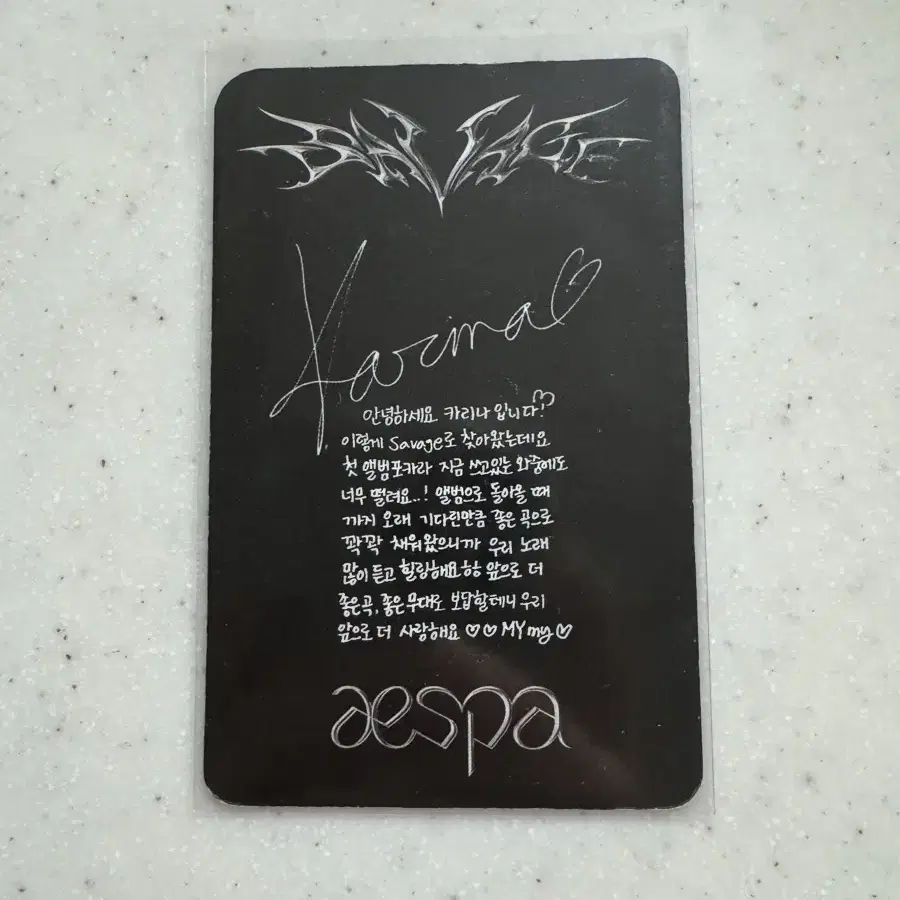 SAVAGE
Karina♡
안녕하세요 카리나 입니다!♡
이렇게 Savage로 찾아왔는데요
첫 앨범포카라 지금 쓰고있는 와중에도
너무 떨려요..! 앨범으로 돌아올 때
까지 오래 기다린만큼 좋은 곡으로
꽉꽉 채워왔으니까 우리 노래
많이 듣고 힐링해요항 앞으로 더
좋은곡, 좋은무대로 보답할테니 우리
앞으로 더 사랑해요 ♡♡ MY my♡
aespa